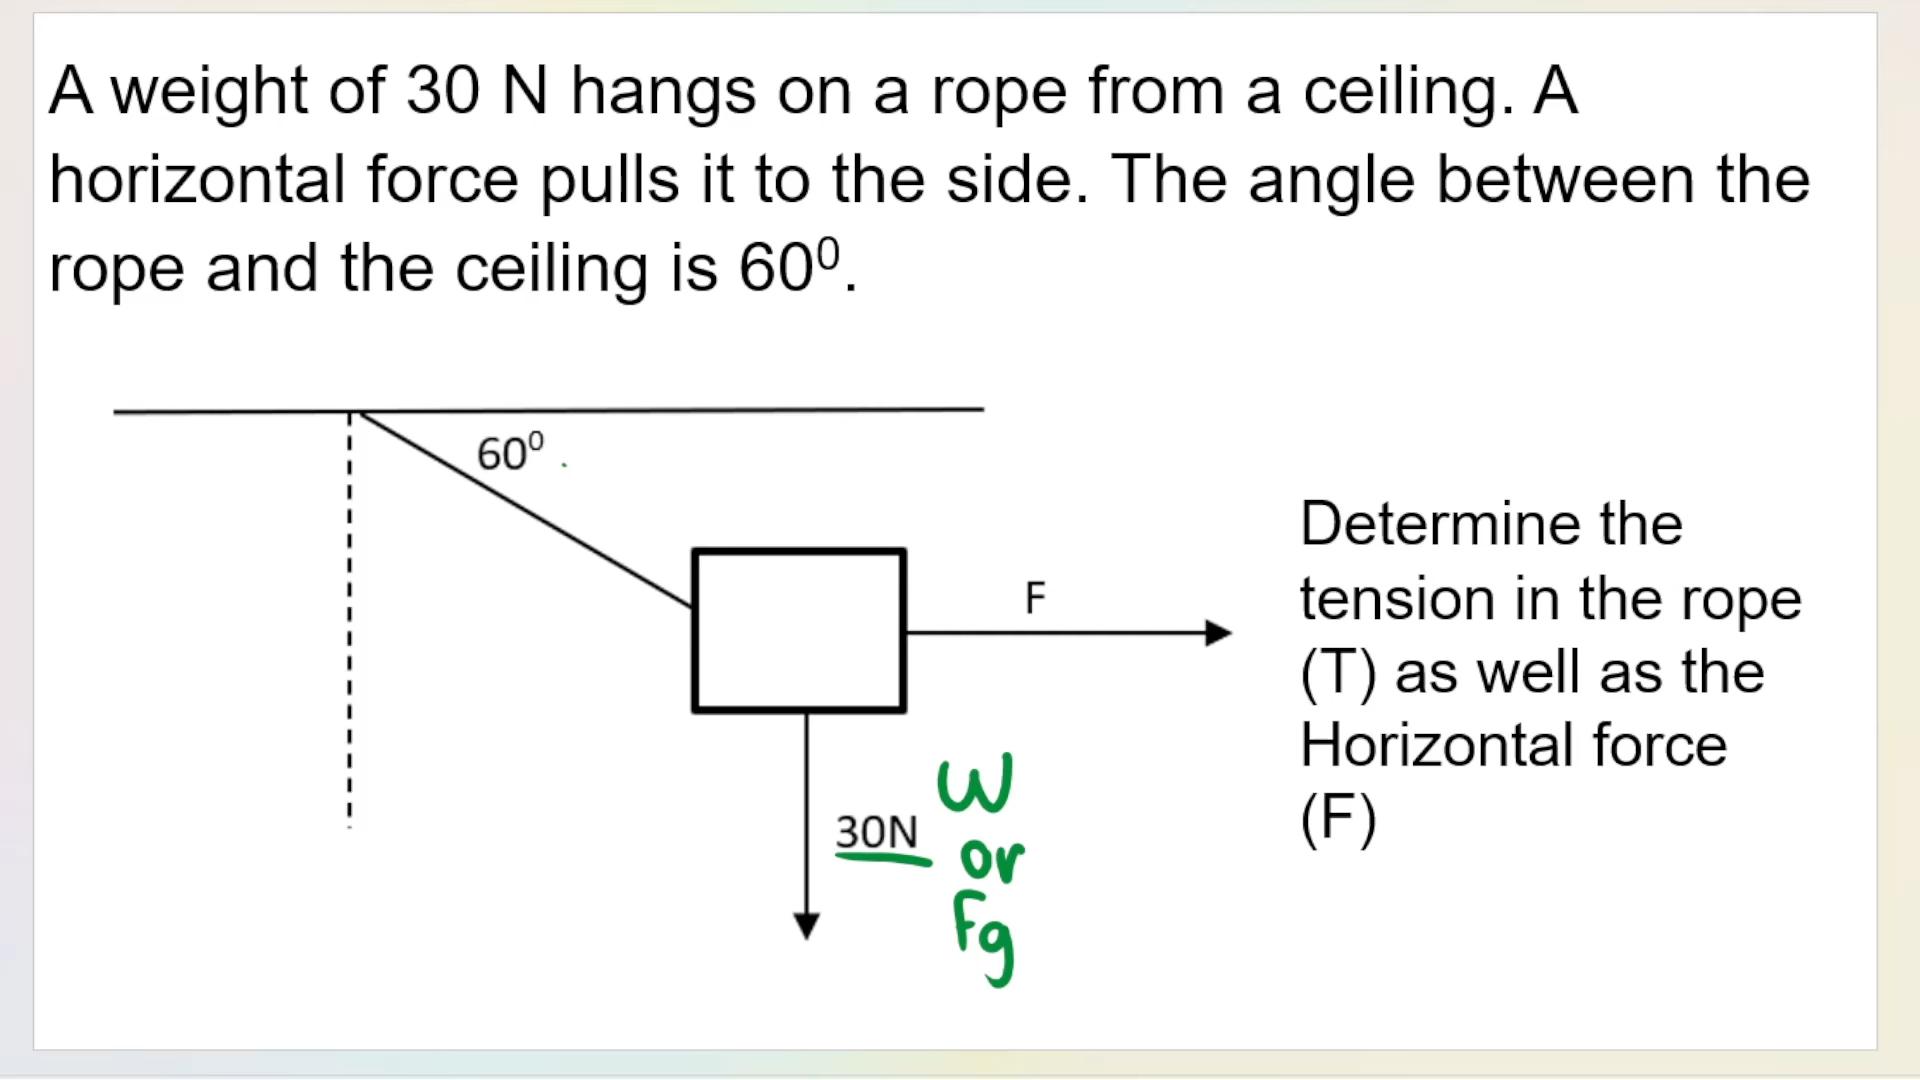 A weight of 30 N hangs on a rope from a ceiling. A
horizontal force pulls it to the side. The angle between the
rope and the ceiling is 60⁰.
60⁰
F
Determine the
tension in the rope
(T) as well as the
Horizontal force
(F)
30N
W
or
Fg